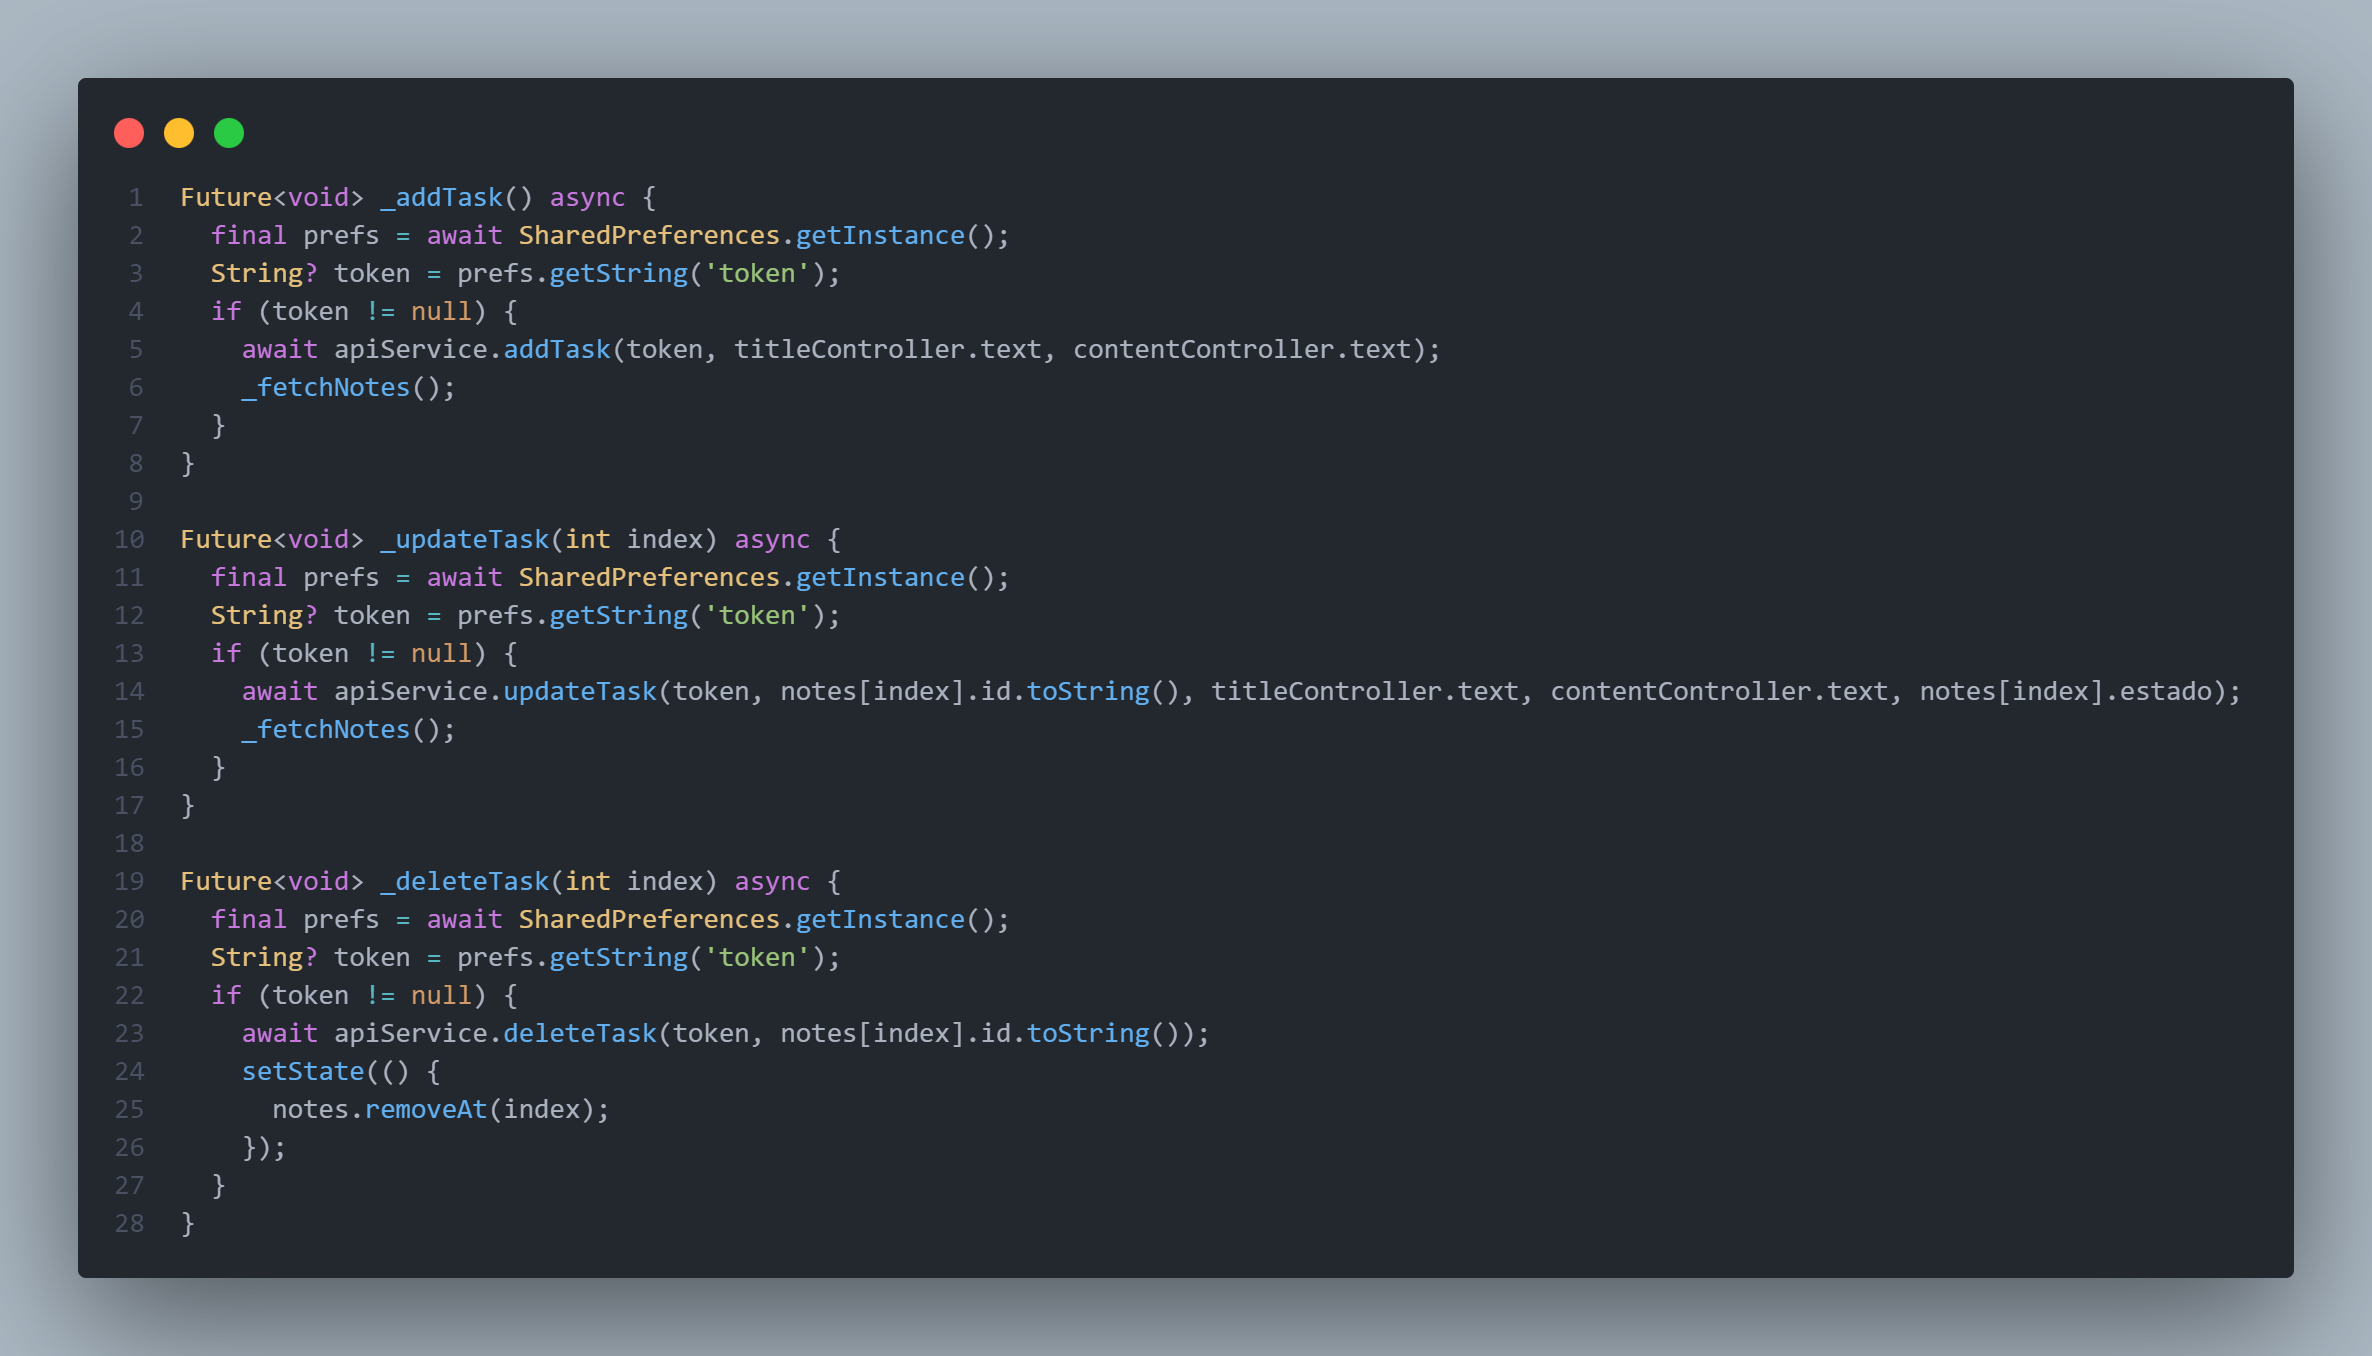 1 Future<void> _addTask() async {
2   final prefs = await SharedPreferences.getInstance();
3   String? token = prefs.getString('token');
4   if (token != null) {
5     await apiService.addTask(token, titleController.text, contentController.text);
6     _fetchNotes();
7   }
8 }
9
10 Future<void> _updateTask(int index) async {
11   final prefs = await SharedPreferences.getInstance();
12   String? token = prefs.getString('token');
13   if (token != null) {
14     await apiService.updateTask(token, notes[index].id.toString(), titleController.text, contentController.text, notes[index].estado);
15     _fetchNotes();
16   }
17 }
18
19 Future<void> _deleteTask(int index) async {
20   final prefs = await SharedPreferences.getInstance();
21   String? token = prefs.getString('token');
22   if (token != null) {
23     await apiService.deleteTask(token, notes[index].id.toString());
24     setState(() {
25       notes.removeAt(index);
26     });
27   }
28 }